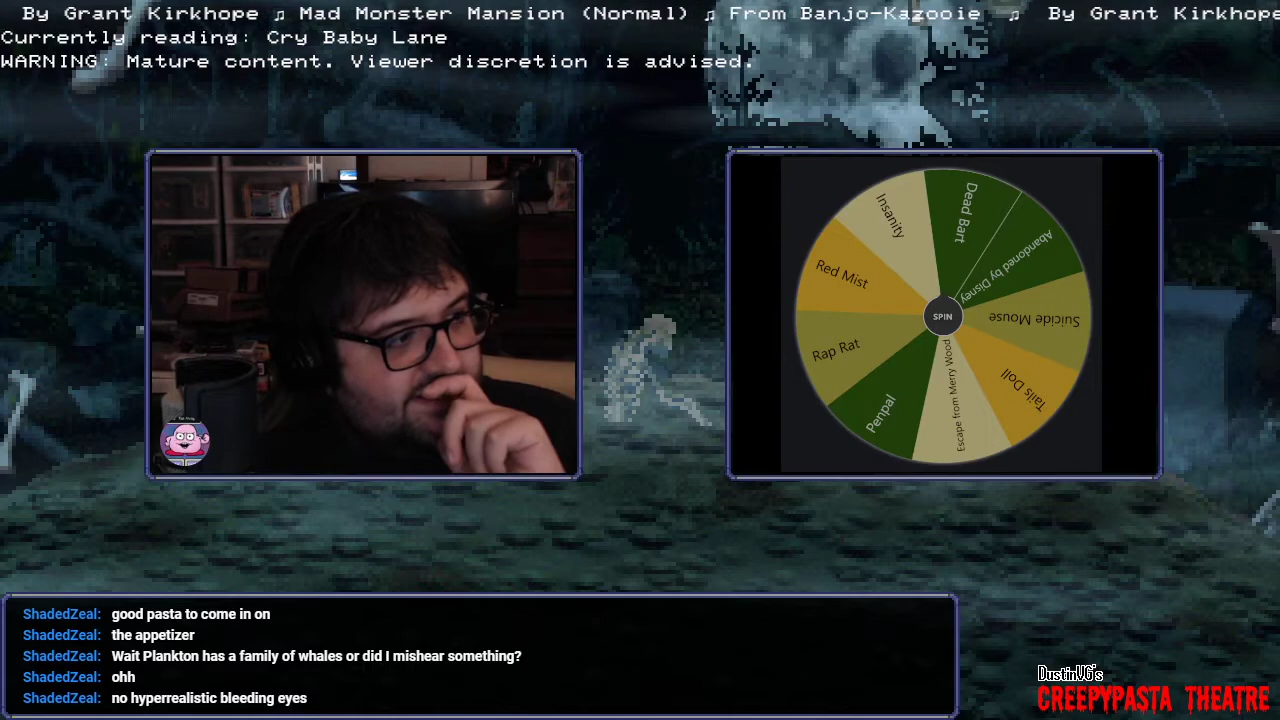 By Grant Kirkhope ♫ Mad Monster Mansion (Normal) ♫ From Banjo-Kazooie ♫ By Grant Kirkhope
Currently reading: Cry Baby Lane
WARNING: Mature content. Viewer discretion is advised.
Dead Bart
Abandoned by Disney
Suicide Mouse
Tails Doll
Escape from Merry Wood
Penpal
Rap Rat
Red Mist
Insanity
SPIN
ShadedZeal: good pasta to come in on
ShadedZeal: the appetizer
ShadedZeal: Wait Plankton has a family of whales or did I mishear something?
ShadedZeal: ohh
ShadedZeal: no hyperrealistic bleeding eyes
DustinVG's
CREEPYPASTA THEATRE